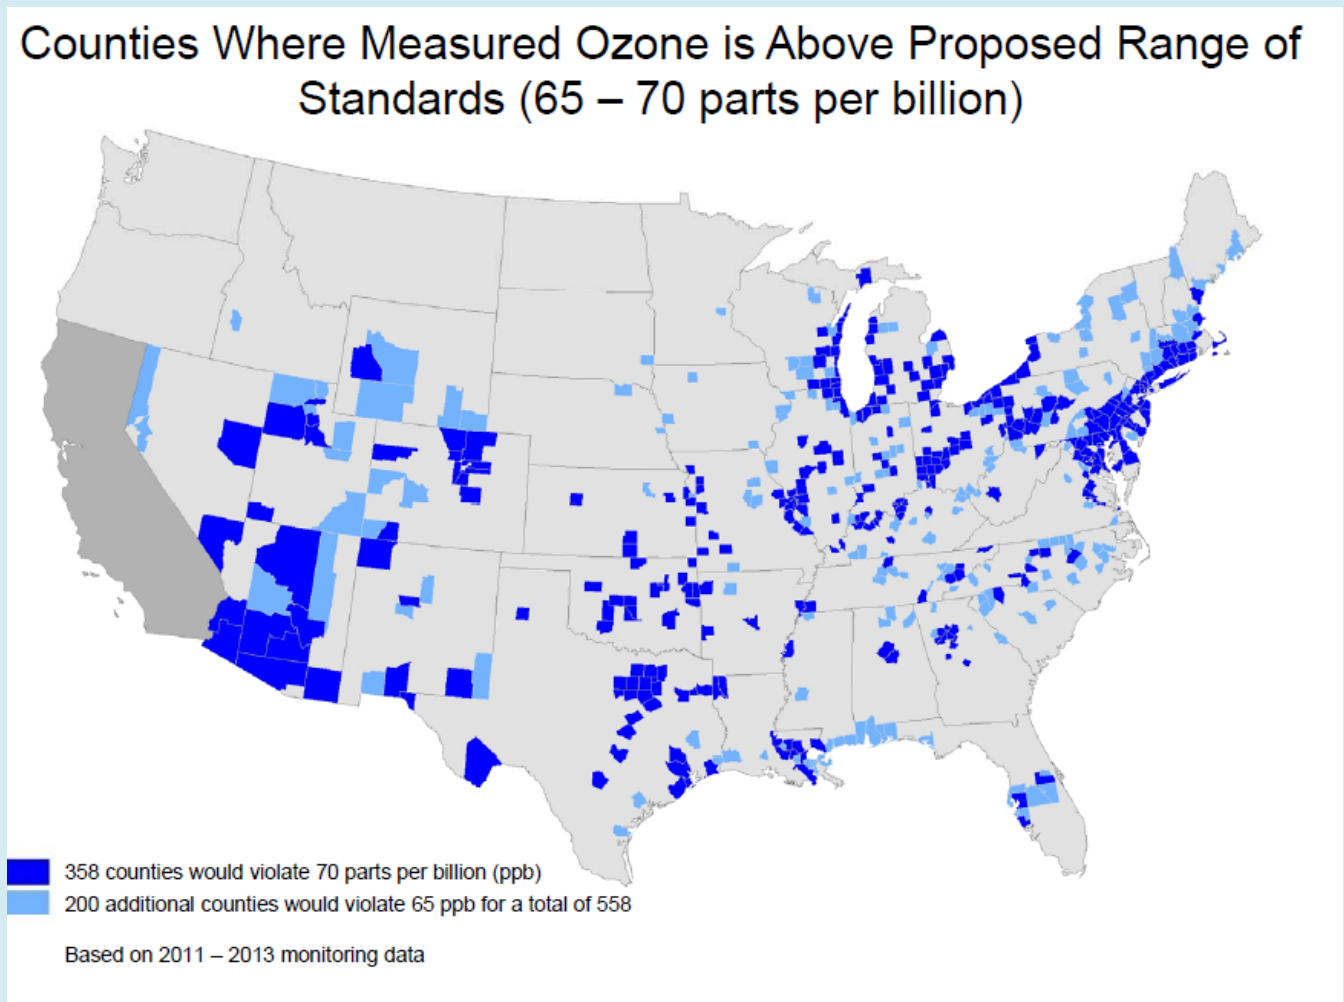 Counties Where Measured Ozone is Above Proposed Range of
Standards (65 – 70 parts per billion)
358 counties would violate 70 parts per billion (ppb)
200 additional counties would violate 65 ppb for a total of 558
Based on 2011 – 2013 monitoring data